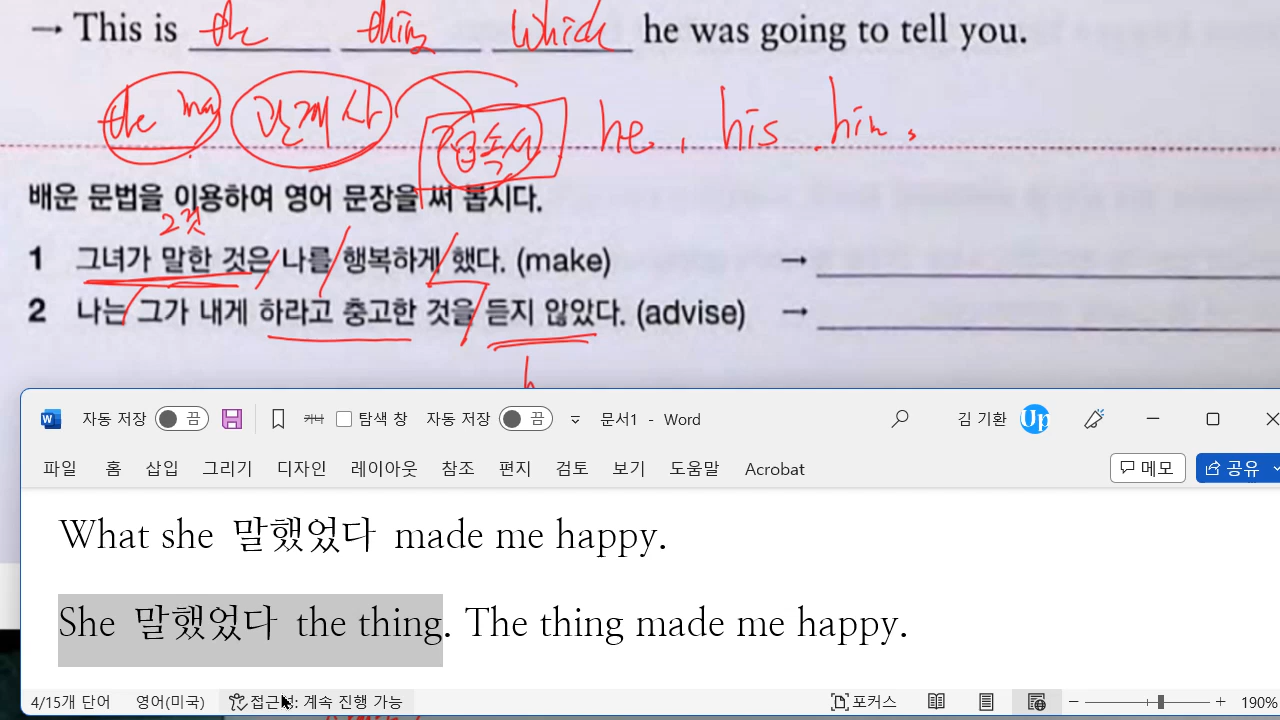 → This is the thing which he was going to tell you.
the man 관계사 접속사 he, his, him,
배운 문법을 이용하여 영어 문장을 써 봅시다.
그것
1 그녀가 말한 것은 / 나를 / 행복하게 / 했다. (make) →
2 나는 / 그가 내게 하라고 충고한 것을 / 듣지 않았다. (advise) →
h
자동 저장 끔 커나 탐색 창 자동 저장 끔 문서1 - Word 김 기환 Up
파일 홈 삽입 그리기 디자인 레이아웃 참조 편지 검토 보기 도움말 Acrobat 메모 공유
What she 말했었다 made me happy.
She 말했었다 the thing. The thing made me happy.
4/15개 단어 영어(미국) 접근성: 계속 진행 가능 포커스 190%